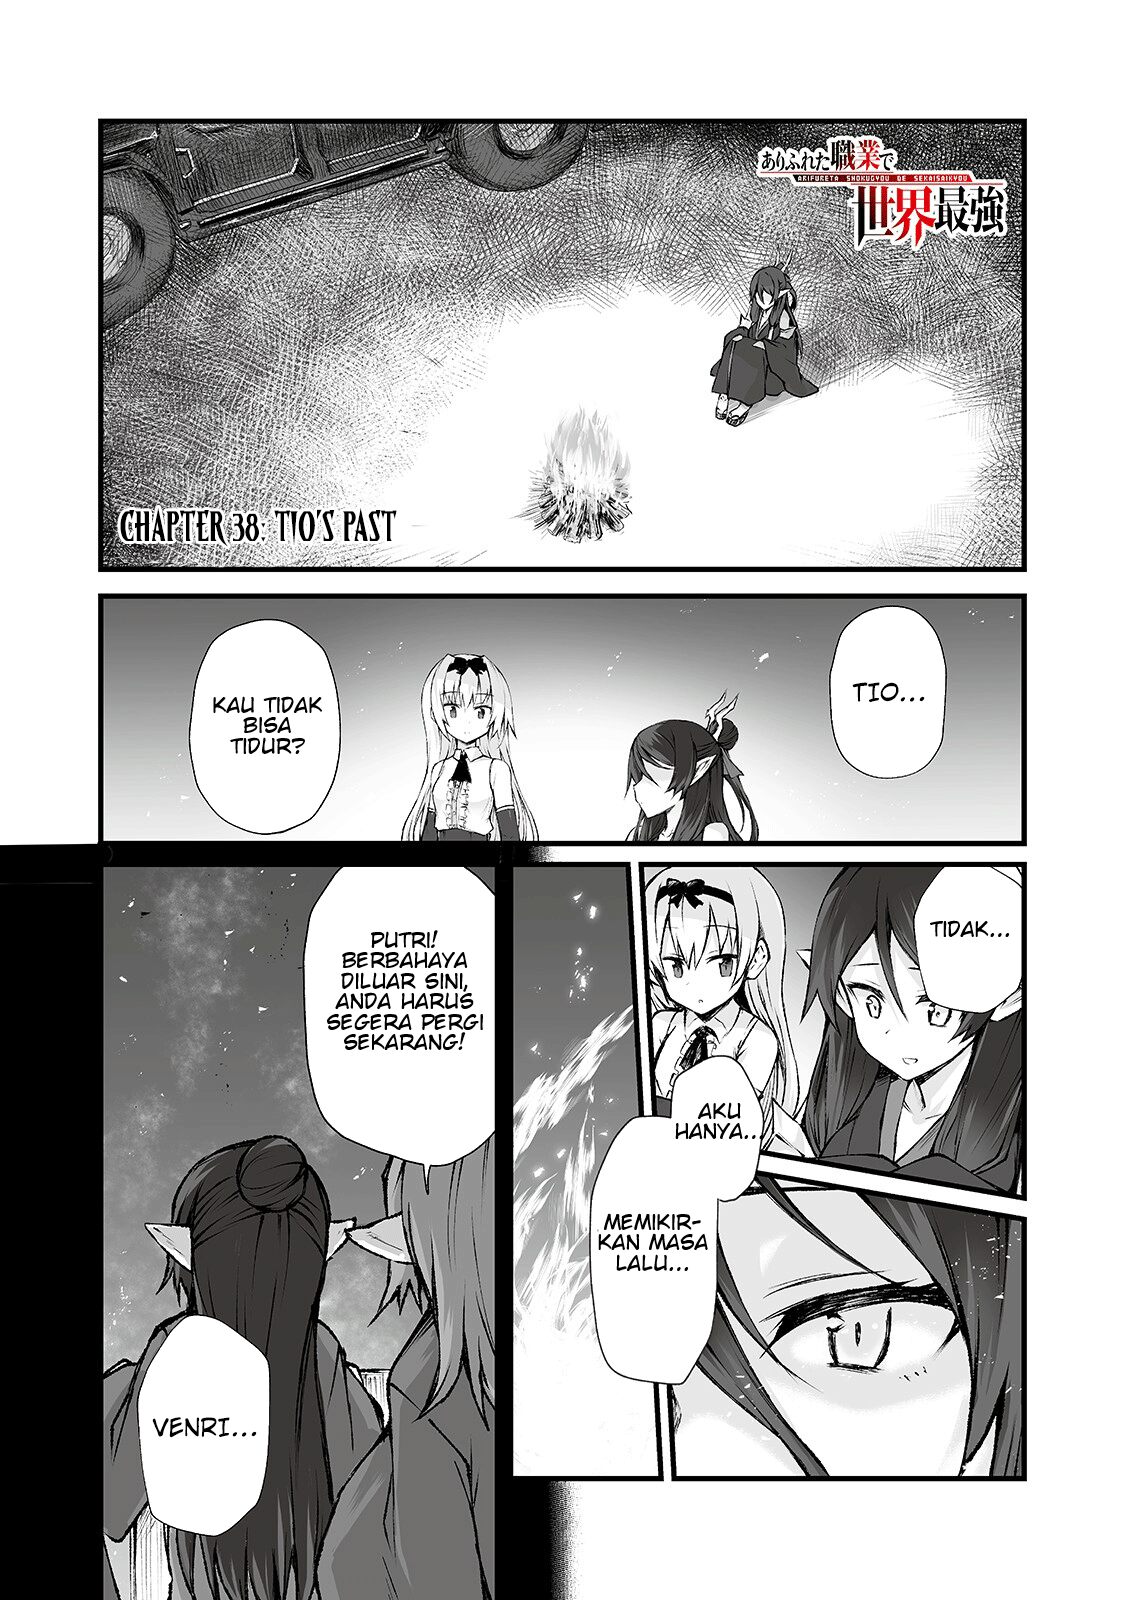 ありふれた職業で
ARIFURETA SHOKUGYOU DE SEKAISAIKYOU
世界最強
CHAPTER 38: TIO'S PAST
TIO...
KAU TIDAK
BISA
TIDUR?
TIDAK...
AKU
HANYA...
MEMIKIR-
KAN MASA
LALU...
PUTRI!
BERBAHAYA
DILUAR SINI,
ANDA HARUS
SEGERA PERGI
SEKARANG!
VENRI...